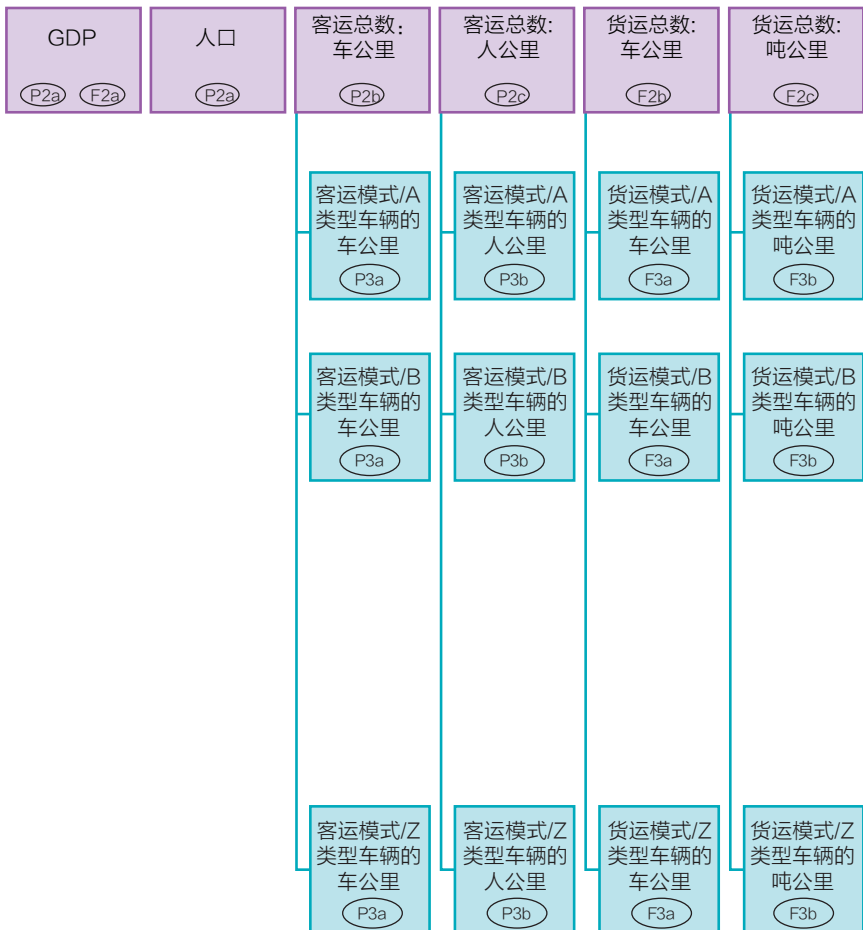 GDP
P2a F2a
人口
P2a
客运总数：
车公里
P2b
客运总数:
人公里
P2c
货运总数:
车公里
F2b
货运总数:
吨公里
F2c
客运模式/A
类型车辆的
车公里
P3a
客运模式/A
类型车辆的
人公里
P3b
货运模式/A
类型车辆的
车公里
F3a
货运模式/A
类型车辆的
吨公里
F3b
客运模式/B
类型车辆的
车公里
P3a
客运模式/B
类型车辆的
人公里
P3b
货运模式/B
类型车辆的
车公里
F3a
货运模式/B
类型车辆的
吨公里
F3b
客运模式/Z
类型车辆的
车公里
P3a
客运模式/Z
类型车辆的
人公里
P3b
货运模式/Z
类型车辆的
车公里
F3a
货运模式/Z
类型车辆的
吨公里
F3b